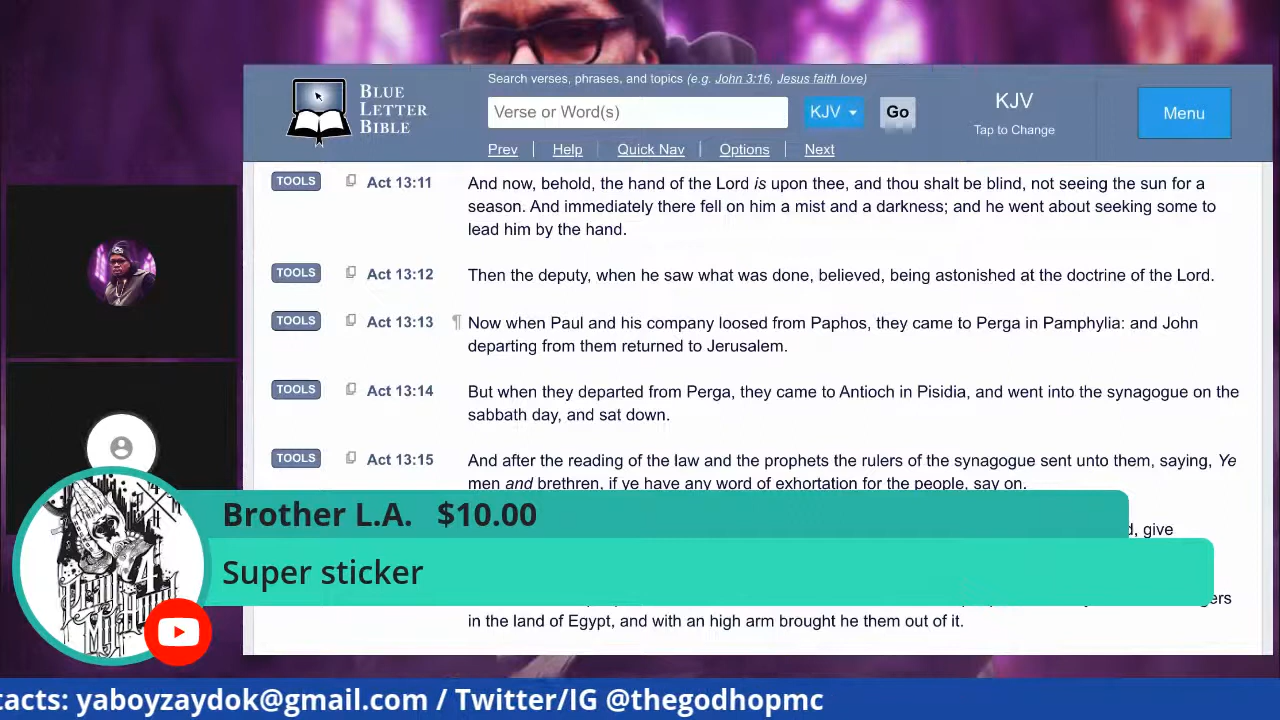 BLUE
LETTER
BIBLE
Search verses, phrases, and topics (e.g. John 3:16, Jesus faith love)
Verse or Word(s)
KJV
Go
Prev
Help
Quick Nav
Options
Next
KJV
Tap to Change
Menu
TOOLS Act 13:11 And now, behold, the hand of the Lord is upon thee, and thou shalt be blind, not seeing the sun for a
season. And immediately there fell on him a mist and a darkness; and he went about seeking some to
lead him by the hand.
TOOLS Act 13:12 Then the deputy, when he saw what was done, believed, being astonished at the doctrine of the Lord.
TOOLS Act 13:13 ¶ Now when Paul and his company loosed from Paphos, they came to Perga in Pamphylia: and John
departing from them returned to Jerusalem.
TOOLS Act 13:14 But when they departed from Perga, they came to Antioch in Pisidia, and went into the synagogue on the
sabbath day, and sat down.
TOOLS Act 13:15 And after the reading of the law and the prophets the rulers of the synagogue sent unto them, saying, Ye
men and brethren, if ye have any word of exhortation for the people, say on.
Brother L.A. $10.00
give
Super sticker
in the land of Egypt, and with an high arm brought he them out of it.
tacts: yaboyzaydok@gmail.com / Twitter/IG @thegodhopmc